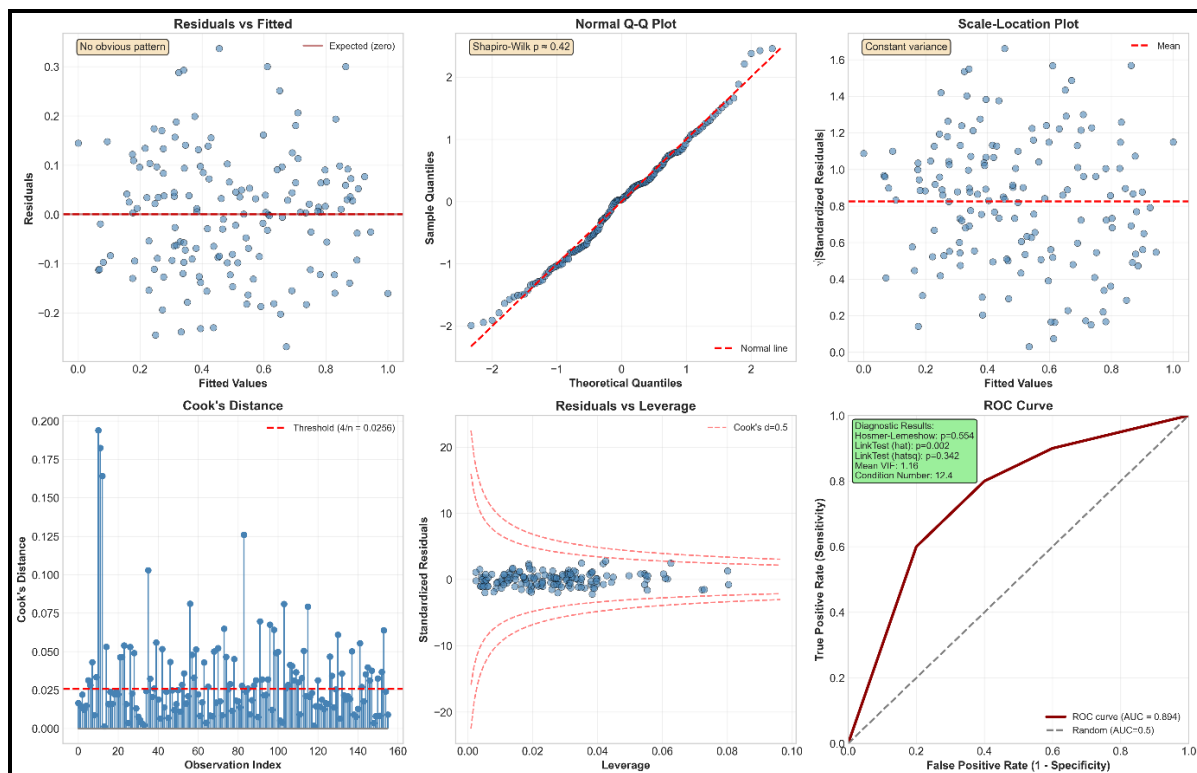 Residuals vs Fitted
No obvious pattern
Expected (zero)
0.3
0.2
0.1
0.0
−0.1
−0.2
Residuals
0.0
0.2
0.4
0.6
0.8
1.0
Fitted Values
Normal Q-Q Plot
Shapiro-Wilk p = 0.42
2
1
0
−1
−2
Sample Quantiles
Normal line
−2
−1
0
1
2
Theoretical Quantiles
Scale-Location Plot
Constant variance
Mean
1.6
1.4
1.2
1.0
0.8
0.6
0.4
0.2
0.0
√|Standardized Residuals|
0.0
0.2
0.4
0.6
0.8
1.0
Fitted Values
Cook's Distance
Threshold (4/n = 0.0256)
0.200
0.175
0.150
0.125
0.100
0.075
0.050
0.025
0.000
Cook's Distance
0
20
40
60
80
100
120
140
160
Observation Index
Residuals vs Leverage
Cook's d=0.5
20
10
0
−10
−20
Standardized Residuals
0.00
0.02
0.04
0.06
0.08
0.10
Leverage
ROC Curve
Diagnostic Results:
Hosmer-Lemeshow: p=0.554
LinkTest (hat): p=0.002
LinkTest (hatsq): p=0.342
Mean VIF: 1.16
Condition Number: 12.4
1.0
0.8
0.6
0.4
0.2
0.0
True Positive Rate (Sensitivity)
ROC curve (AUC = 0.894)
Random (AUC=0.5)
0.0
0.2
0.4
0.6
0.8
1.0
False Positive Rate (1 - Specificity)